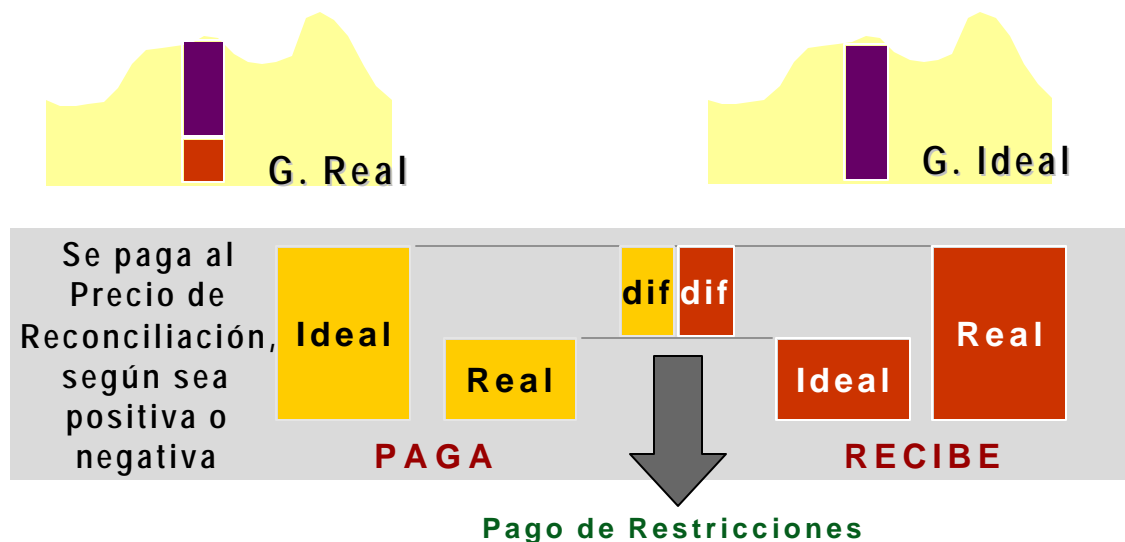 G. Real
G. Ideal
Se paga al
Precio de
Reconciliación,
según sea
positiva o
negativa
Ideal
Real
dif
dif
Ideal
Real
PAGA
RECIBE
Pago de Restricciones